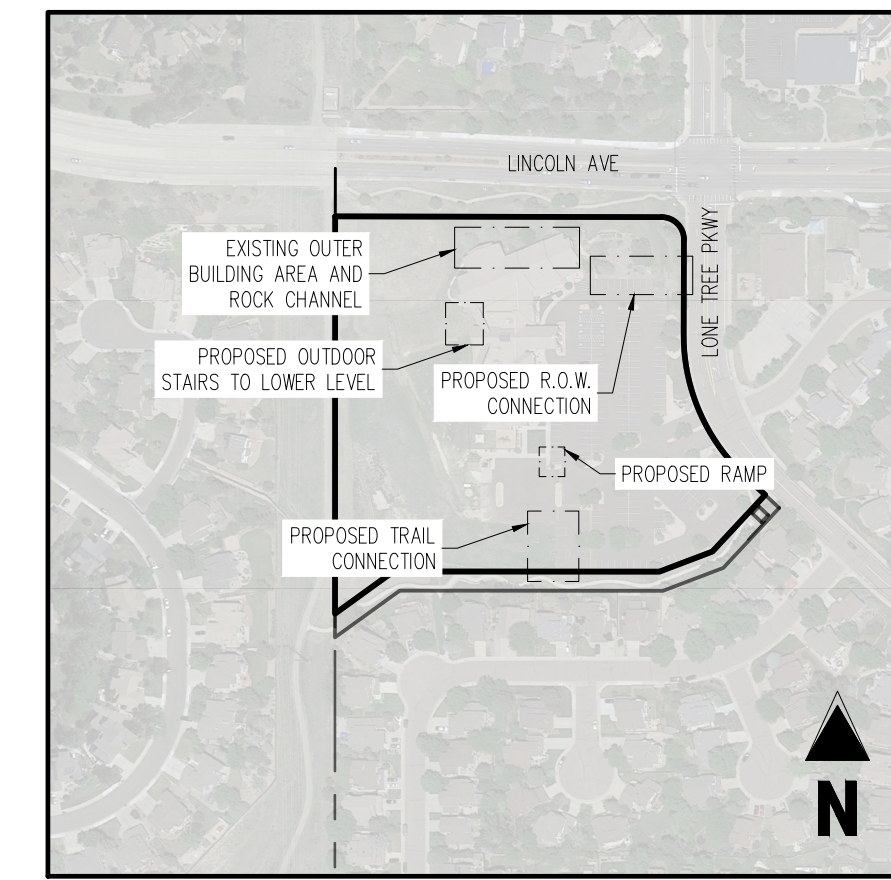 LINCOLN AVE
LONE TREE PKWY
EXISTING OUTER
BUILDING AREA AND
ROCK CHANNEL
PROPOSED OUTDOOR
STAIRS TO LOWER LEVEL
PROPOSED R.O.W.
CONNECTION
PROPOSED RAMP
PROPOSED TRAIL
CONNECTION
N